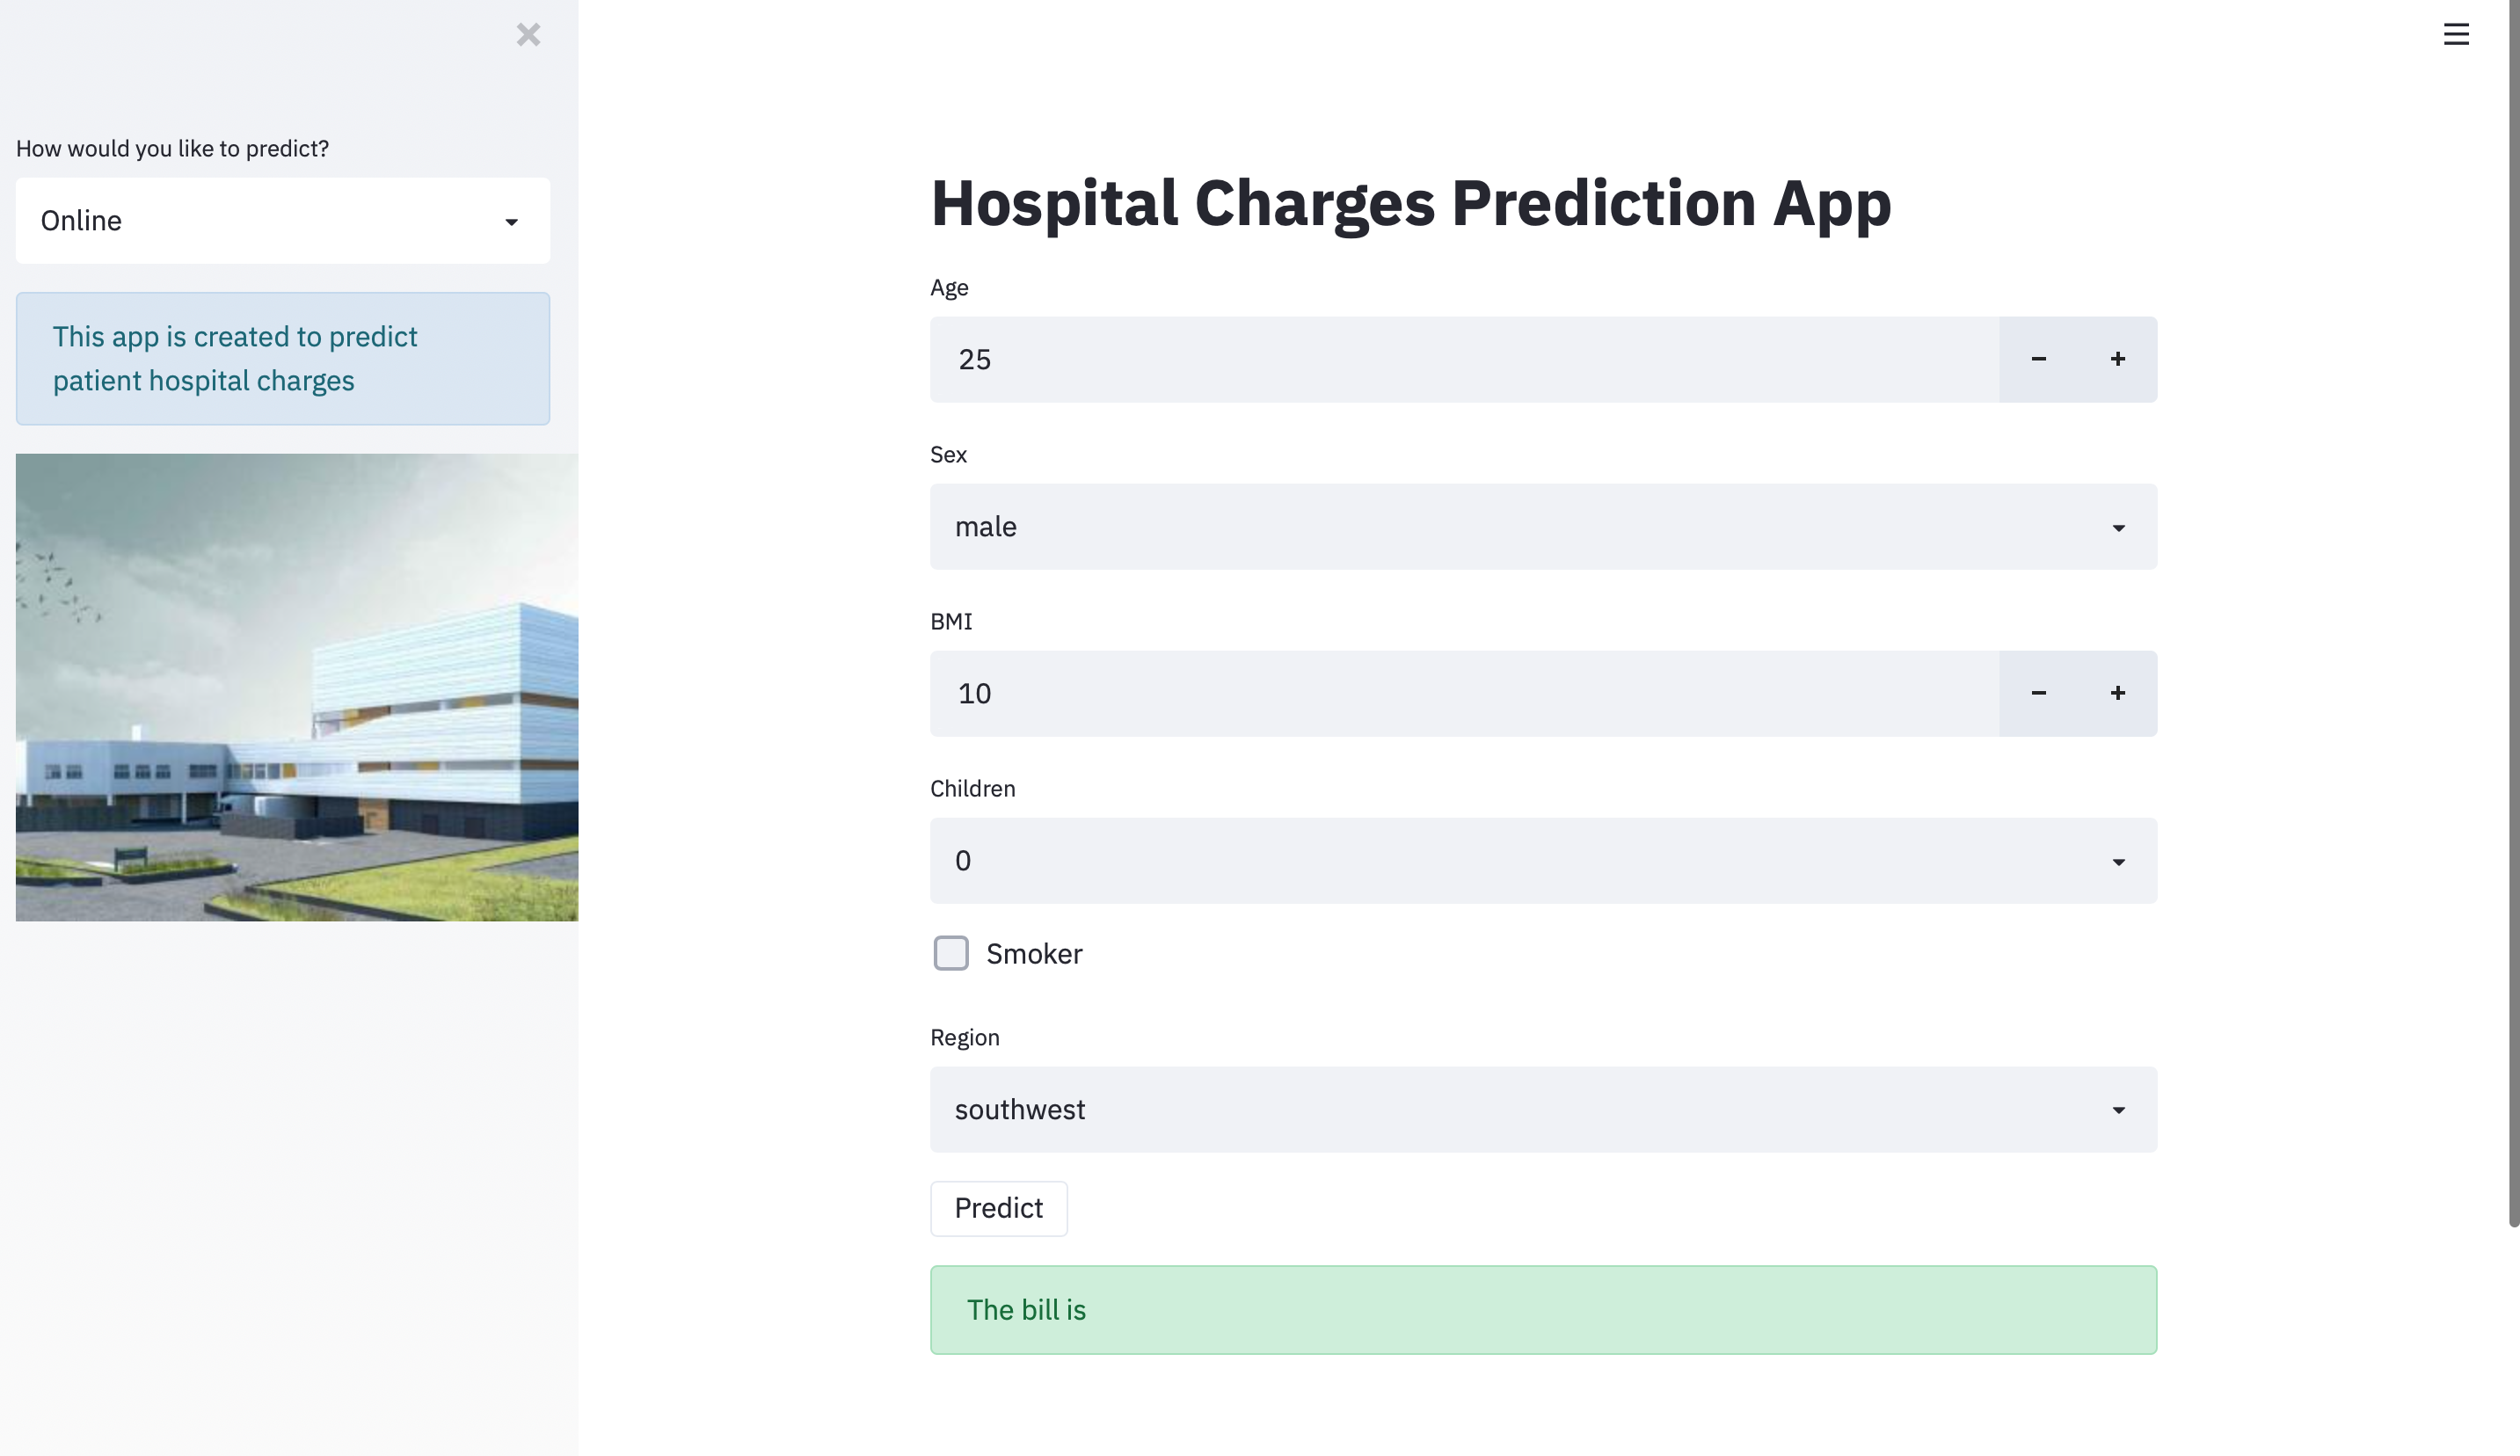 How would you like to predict?
Online
This app is created to predict
patient hospital charges
Hospital Charges Prediction App
Age
25
Sex
male
BMI
10
Children
0
Smoker
Region
southwest
Predict
The bill is